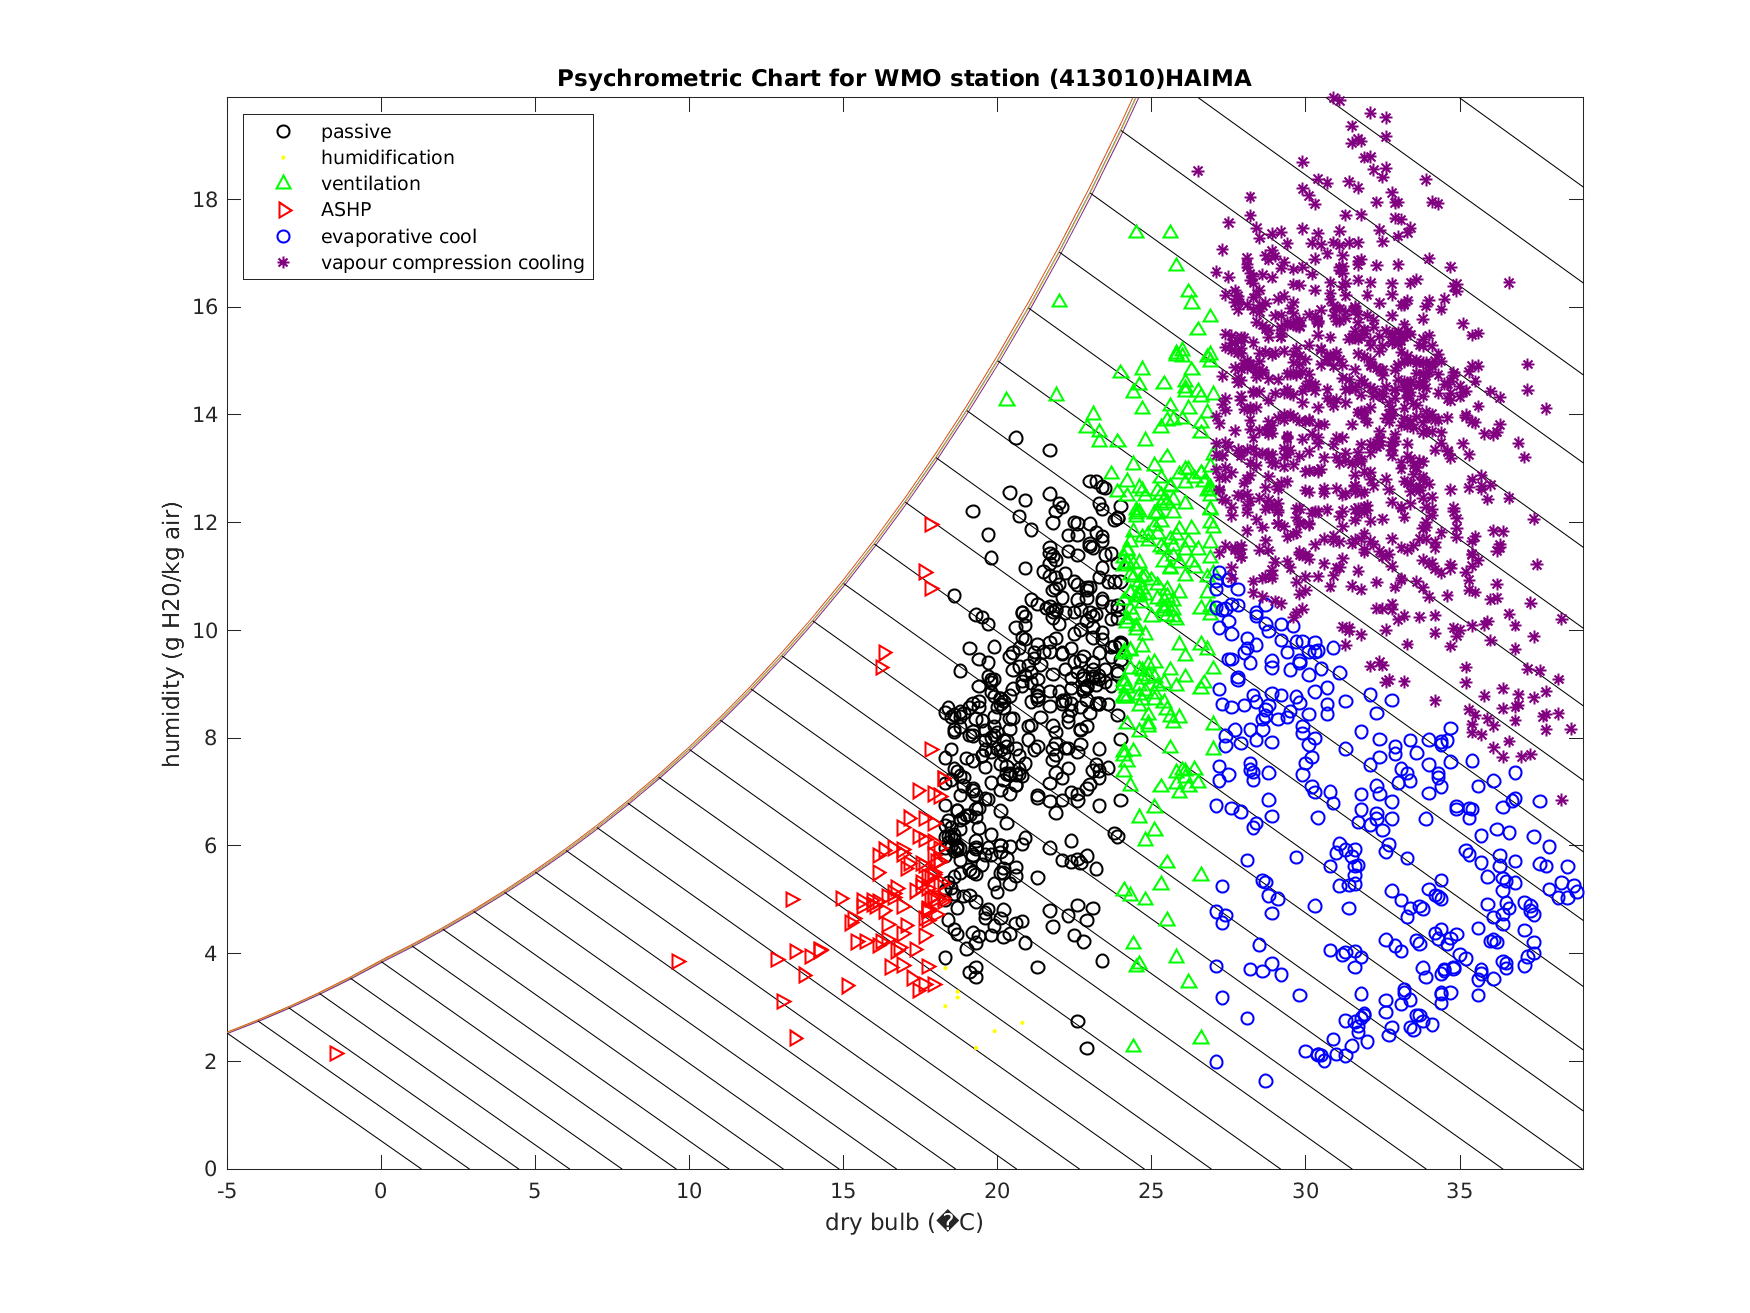 Psychrometric Chart for WMO station (413010)HAIMA
passive
humidification
ventilation
ASHP
evaporative cool
vapour compression cooling
humidity (g H20/kg air)
18
16
14
12
10
8
6
4
2
0
-5 0 5 10 15 20 25 30 35
dry bulb (�C)